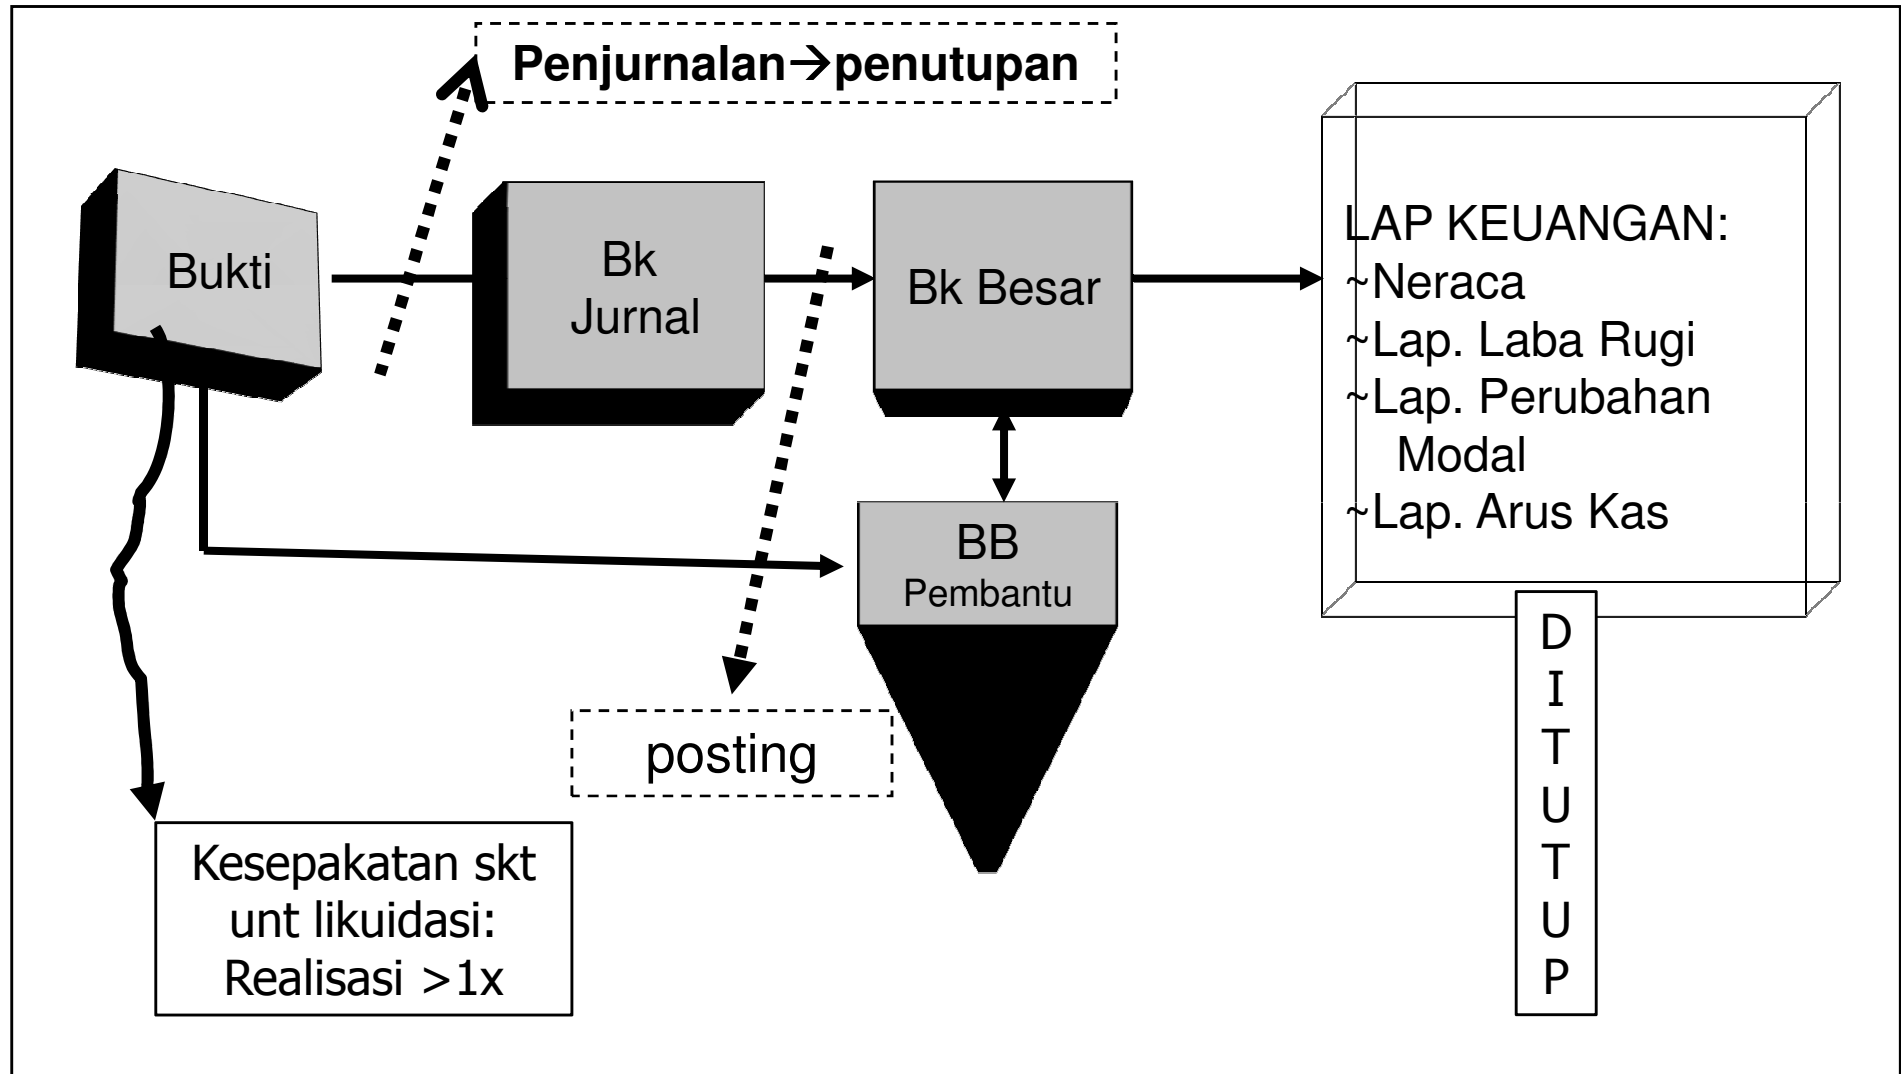 Penjurnalan→penutupan
Bukti
Bk
Jurnal
Bk Besar
LAP KEUANGAN:
~Neraca
~Lap. Laba Rugi
~Lap. Perubahan
Modal
~Lap. Arus Kas
BB
Pembantu
posting
Kesepakatan skt
unt likuidasi:
Realisasi >1x
D
I
T
U
T
U
P